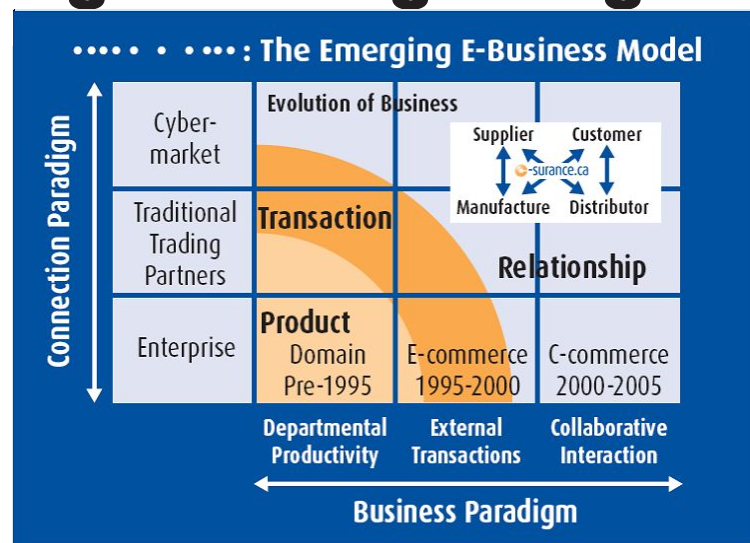 : The Emerging E-Business Model
Evolution of Business
Connection Paradigm
Cyber-
market
Supplier Customer
e-surance.ca
Manufacture Distributor
Traditional
Trading
Partners
Transaction
Relationship
Enterprise
Product
Domain
Pre-1995
E-commerce
1995-2000
C-commerce
2000-2005
Departmental
Productivity
External
Transactions
Collaborative
Interaction
Business Paradigm